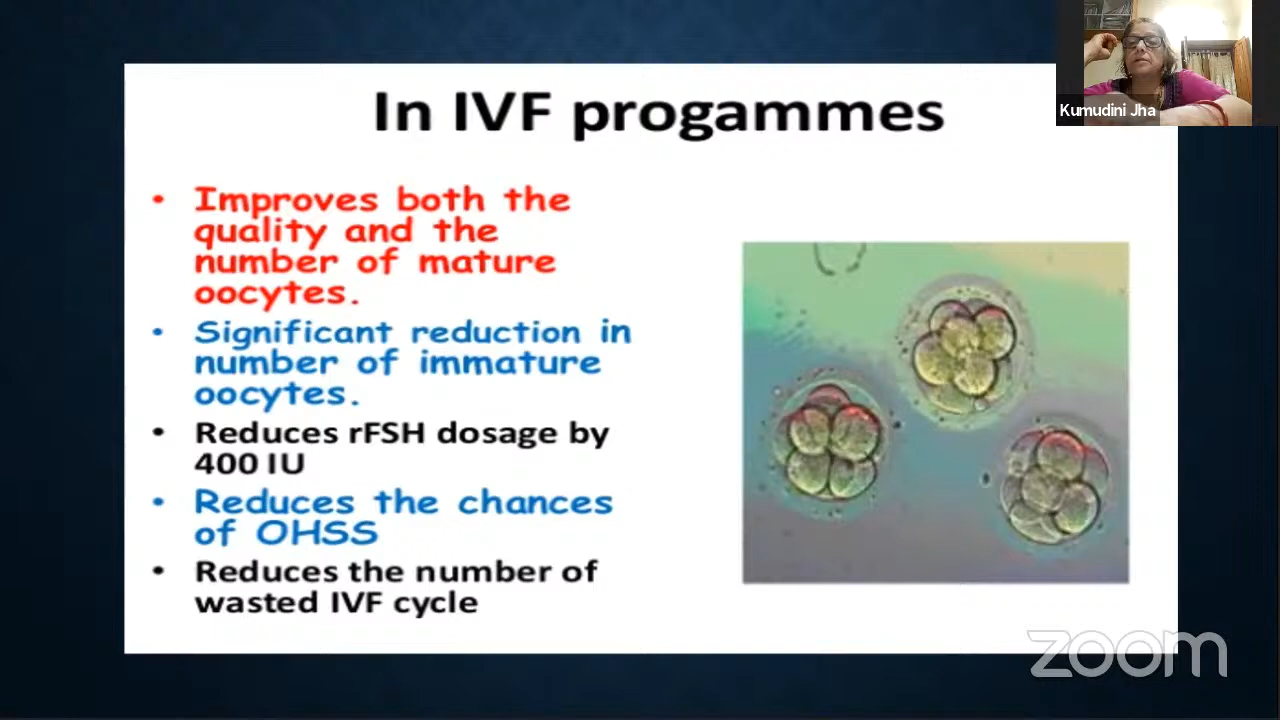 In IVF progammes
• Improves both the
quality and the
number of mature
oocytes.
• Significant reduction in
number of immature
oocytes.
• Reduces rFSH dosage by
400 IU
• Reduces the chances
of OHSS
• Reduces the number of
wasted IVF cycle
Kumudini Jha
zoom